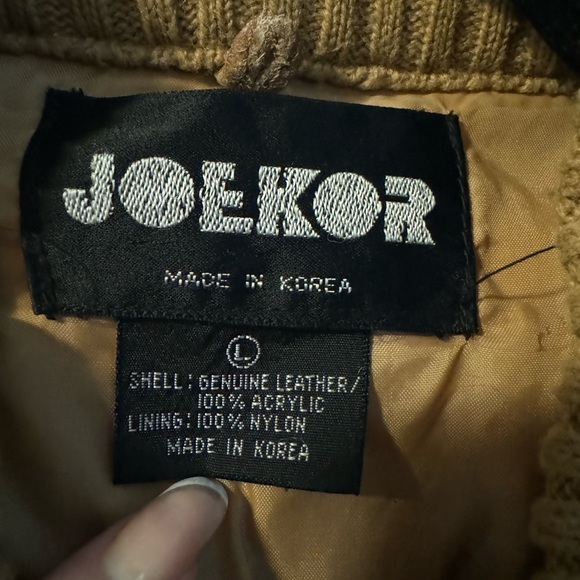 JOEKOR
MADE IN KOREA
L
SHELL: GENUINE LEATHER/
100% ACRYLIC
LINING: 100% NYLON
MADE IN KOREA